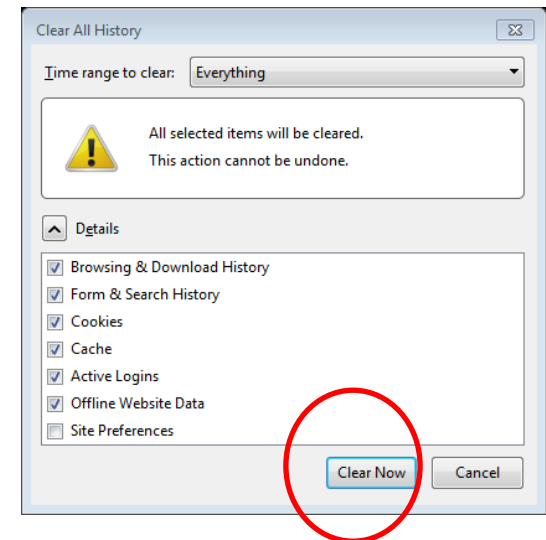 Clear All History
Time range to clear: Everything
All selected items will be cleared.
This action cannot be undone.
Details
Browsing & Download History
Form & Search History
Cookies
Cache
Active Logins
Offline Website Data
Site Preferences
Clear Now Cancel